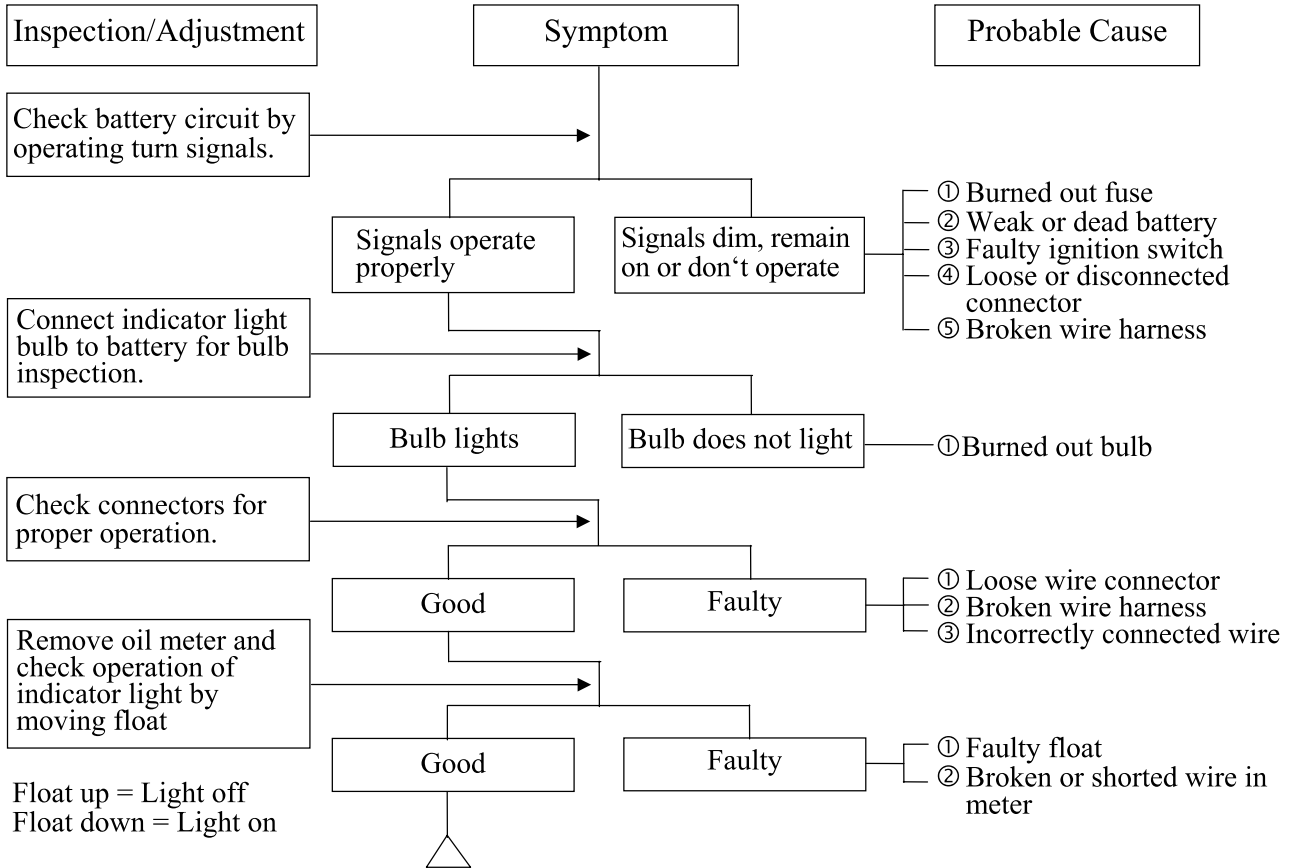 Inspection/Adjustment
Symptom
Probable Cause
Check battery circuit by
operating turn signals.
Signals operate
properly
Signals dim, remain
on or don‘t operate
① Burned out fuse
② Weak or dead battery
③ Faulty ignition switch
④ Loose or disconnected
connector
⑤ Broken wire harness
Connect indicator light
bulb to battery for bulb
inspection.
Bulb lights
Bulb does not light
①Burned out bulb
Check connectors for
proper operation.
Good
Faulty
① Loose wire connector
② Broken wire harness
③ Incorrectly connected wire
Remove oil meter and
check operation of
indicator light by
moving float
Good
Faulty
① Faulty float
② Broken or shorted wire in
meter
Float up = Light off
Float down = Light on